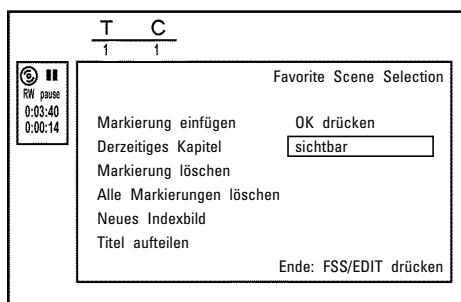 T C
1 1
RW pause
0:03:40
0:00:14
Favorite Scene Selection
Markierung einfügen OK drücken
Derzeitiges Kapitel sichtbar
Markierung löschen
Alle Markierungen löschen
Neues Indexbild
Titel aufteilen
Ende: FSS/EDIT drücken